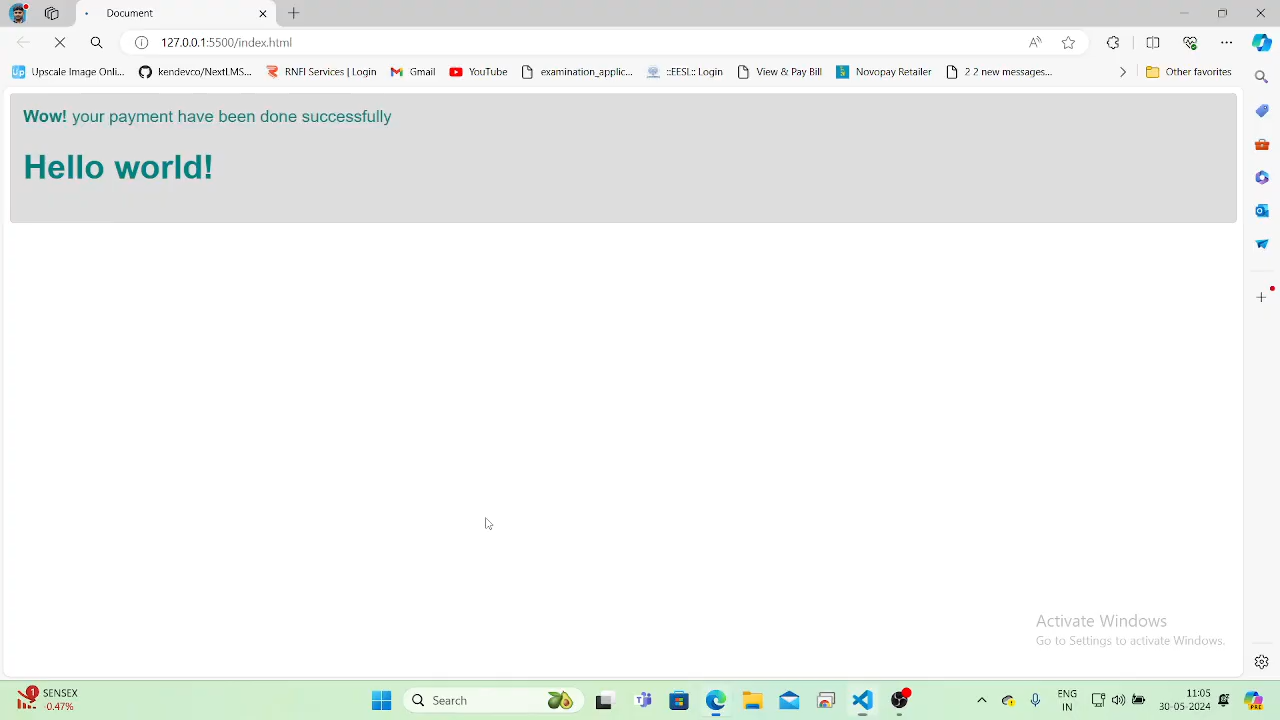 Document
127.0.0.1:5500/index.html
Upscale Image Onli... kenduro/NextLMS... RNFI Services | Login Gmail YouTube examination_applic... ::EESL:: Login View & Pay Bill Novopay Retailer 2 2 new messages... Other favorites
Wow! your payment have been done successfully
Hello world!
Activate Windows
Go to Settings to activate Windows.
1 SENSEX
-0.47%
Search
ENG
IN
11:05
30-05-2024